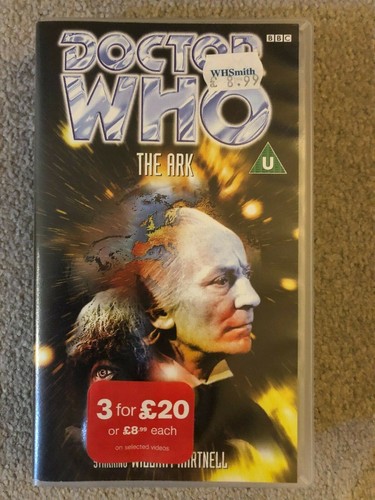 DOCTOR
BBC
WHSmith
£ 8.99
WHO
THE ARK
U
3 for £20
or £8.99 each
on selected videos
STARRING WILLIAM HARTNELL